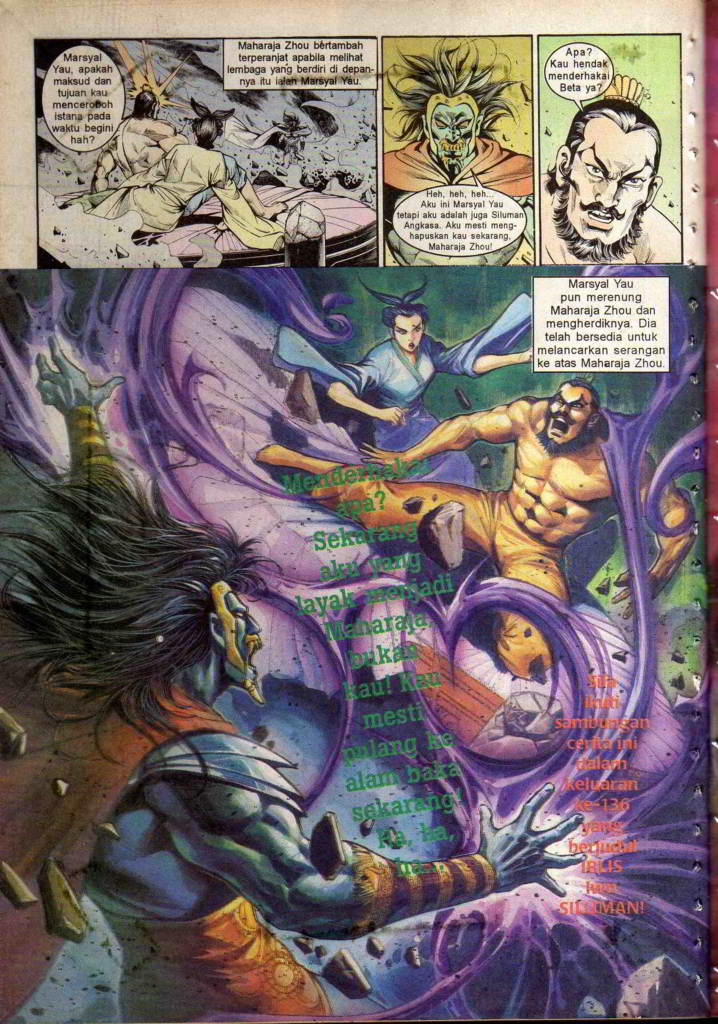 Marsyal
Yau, apakah
maksud dan
tujuan kau
menceroboh
istana pada
waktu begini
hah?
Maharaja Zhou bertambah
terperanjat apabila melihat
lembaga yang berdiri di depan-
nya itu ialah Marsyal Yau.
Heh, heh, heh...
Aku ini Marsyal Yau
tetapi aku adalah juga Siluman
Angkasa. Aku mesti meng-
hapuskan kau sekarang,
Maharaja Zhou!
Apa?
Kau hendak
menderhakai
Beta ya?
Marsyal Yau
pun merenung
Maharaja Zhou dan
mengherdiknya. Dia
telah bersedia untuk
melancarkan serangan
ke atas Maharaja Zhou.
Menderhakai
apa?
Sekarang
aku yang
layak menjadi
Maharaja,
bukan
kau! Kau
mesti
pulang ke
alam baka
sekarang!
Ha, ha,
ha...
Sila
ikuti
sambungan
cerita ini
dalam
keluaran
ke-136
yang
berjudul
IBLIS
lwn
SILUMAN!